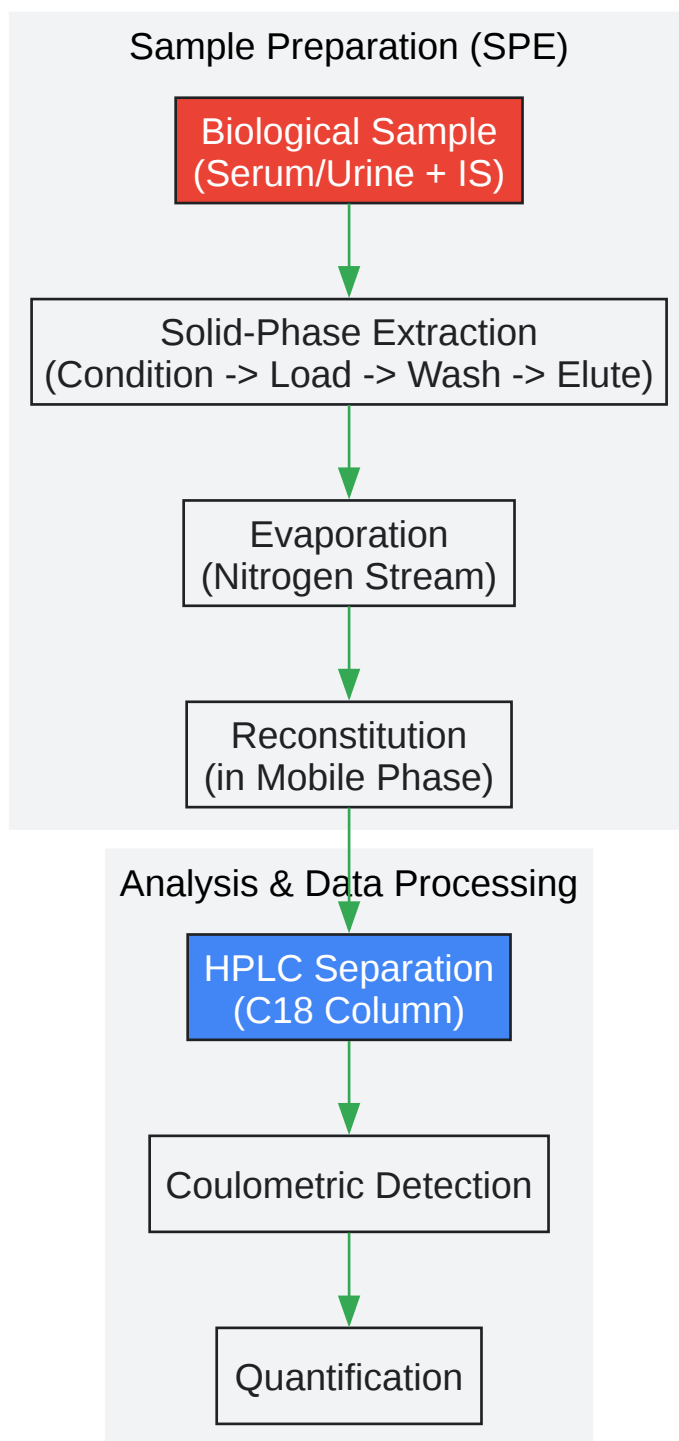 Sample Preparation (SPE)
Biological Sample
(Serum/Urine + IS)
Solid-Phase Extraction
(Condition -> Load -> Wash -> Elute)
Evaporation
(Nitrogen Stream)
Reconstitution
(in Mobile Phase)
Analysis & Data Processing
HPLC Separation
(C18 Column)
Coulometric Detection
Quantification